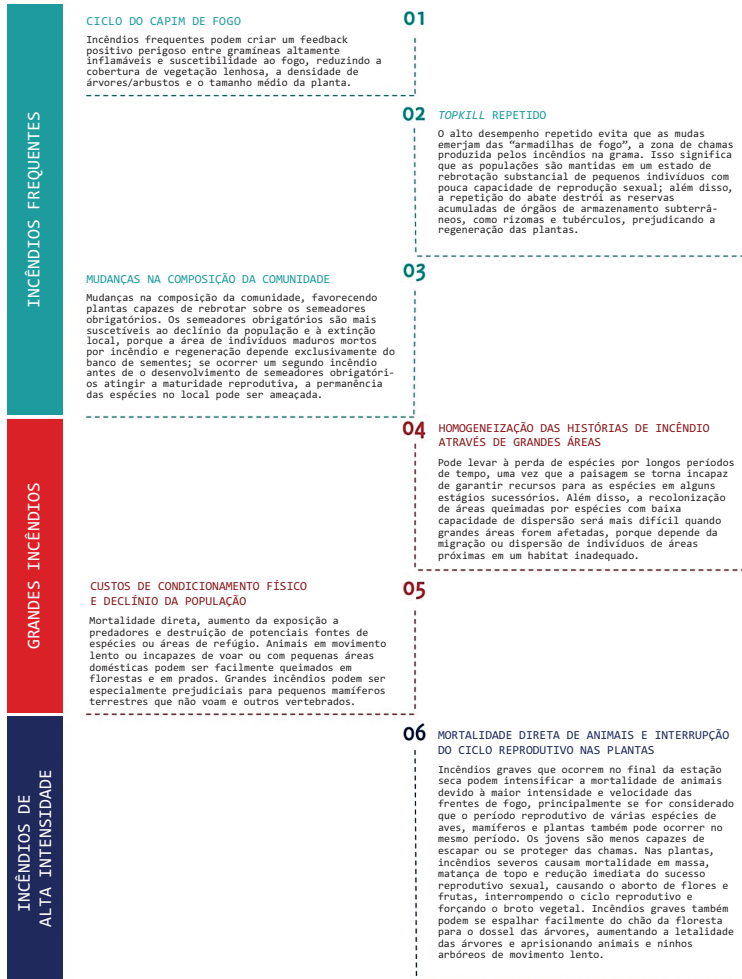 INCÊNDIOS FREQUENTES
CICLO DO CAPIM DE FOGO
01
Incêndios frequentes podem criar um feedback
positivo perigoso entre gramíneas altamente
inflamáveis e suscetibilidade ao fogo, reduzindo a
cobertura de vegetação lenhosa, a densidade de
árvores/arbustos e o tamanho médio da planta.
02
TOPKILL REPETIDO
O alto desempenho repetido evita que as mudas
emerjam das “armadilhas de fogo”, a zona de chamas
produzida pelos incêndios na grama. Isso significa
que as populações são mantidas em um estado de
rebrotação substancial de pequenos indivíduos com
pouca capacidade de reprodução sexual; além disso,
a repetição do abate destrói as reservas
acumuladas de órgãos de armazenamento subterrâ-
neos, como rizomas e tubérculos, prejudicando a
regeneração das plantas.
03
MUDANÇAS NA COMPOSIÇÃO DA COMUNIDADE
Mudanças na composição da comunidade, favorecendo
plantas capazes de rebrotar sobre os semeadores
obrigatórios. Os semeadores obrigatórios são mais
suscetíveis ao declínio da população e à extinção
local, porque a área de indivíduos maduros mortos
por incêndio e regeneração depende exclusivamente do
banco de sementes; se ocorrer um segundo incêndio
antes de o desenvolvimento de semeadores obrigatóri-
os atingir a maturidade reprodutiva, a permanência
das espécies no local pode ser ameaçada.
GRANDES INCÊNDIOS
04
HOMOGENEIZAÇÃO DAS HISTÓRIAS DE INCÊNDIO
ATRAVÉS DE GRANDES ÁREAS
Pode levar à perda de espécies por longos períodos
de tempo, uma vez que a paisagem se torna incapaz
de garantir recursos para as espécies em alguns
estágios sucessórios. Além disso, a recolonização
de áreas queimadas por espécies com baixa
capacidade de dispersão será mais difícil quando
grandes áreas forem afetadas, porque depende da
migração ou dispersão de indivíduos de áreas
próximas em um habitat inadequado.
CUSTOS DE CONDICIONAMENTO FÍSICO
E DECLÍNIO DA POPULAÇÃO
05
Mortalidade direta, aumento da exposição a
predadores e destruição de potenciais fontes de
espécies ou áreas de refúgio. Animais em movimento
lento ou incapazes de voar ou com pequenas áreas
domésticas podem ser facilmente queimados em
florestas e em prados. Grandes incêndios podem ser
especialmente prejudiciais para pequenos mamíferos
terrestres que não voam e outros vertebrados.
INCÊNDIOS DE
ALTA INTENSIDADE
06
MORTALIDADE DIRETA DE ANIMAIS E INTERRUPÇÃO
DO CICLO REPRODUTIVO NAS PLANTAS
Incêndios graves que ocorrem no final da estação
seca podem intensificar a mortalidade de animais
devido à maior intensidade e velocidade das
frentes de fogo, principalmente se for considerado
que o período reprodutivo de várias espécies de
aves, mamíferos e plantas também pode ocorrer no
mesmo período. Os jovens são menos capazes de
escapar ou se proteger das chamas. Nas plantas,
incêndios severos causam mortalidade em massa,
matança de topo e redução imediata do sucesso
reprodutivo sexual, causando o aborto de flores e
frutas, interrompendo o ciclo reprodutivo e
forçando o broto vegetal. Incêndios graves também
podem se espalhar facilmente do chão da floresta
para o dossel das árvores, aumentando a letalidade
das árvores e aprisionando animais e ninhos
arbóreos de movimento lento.